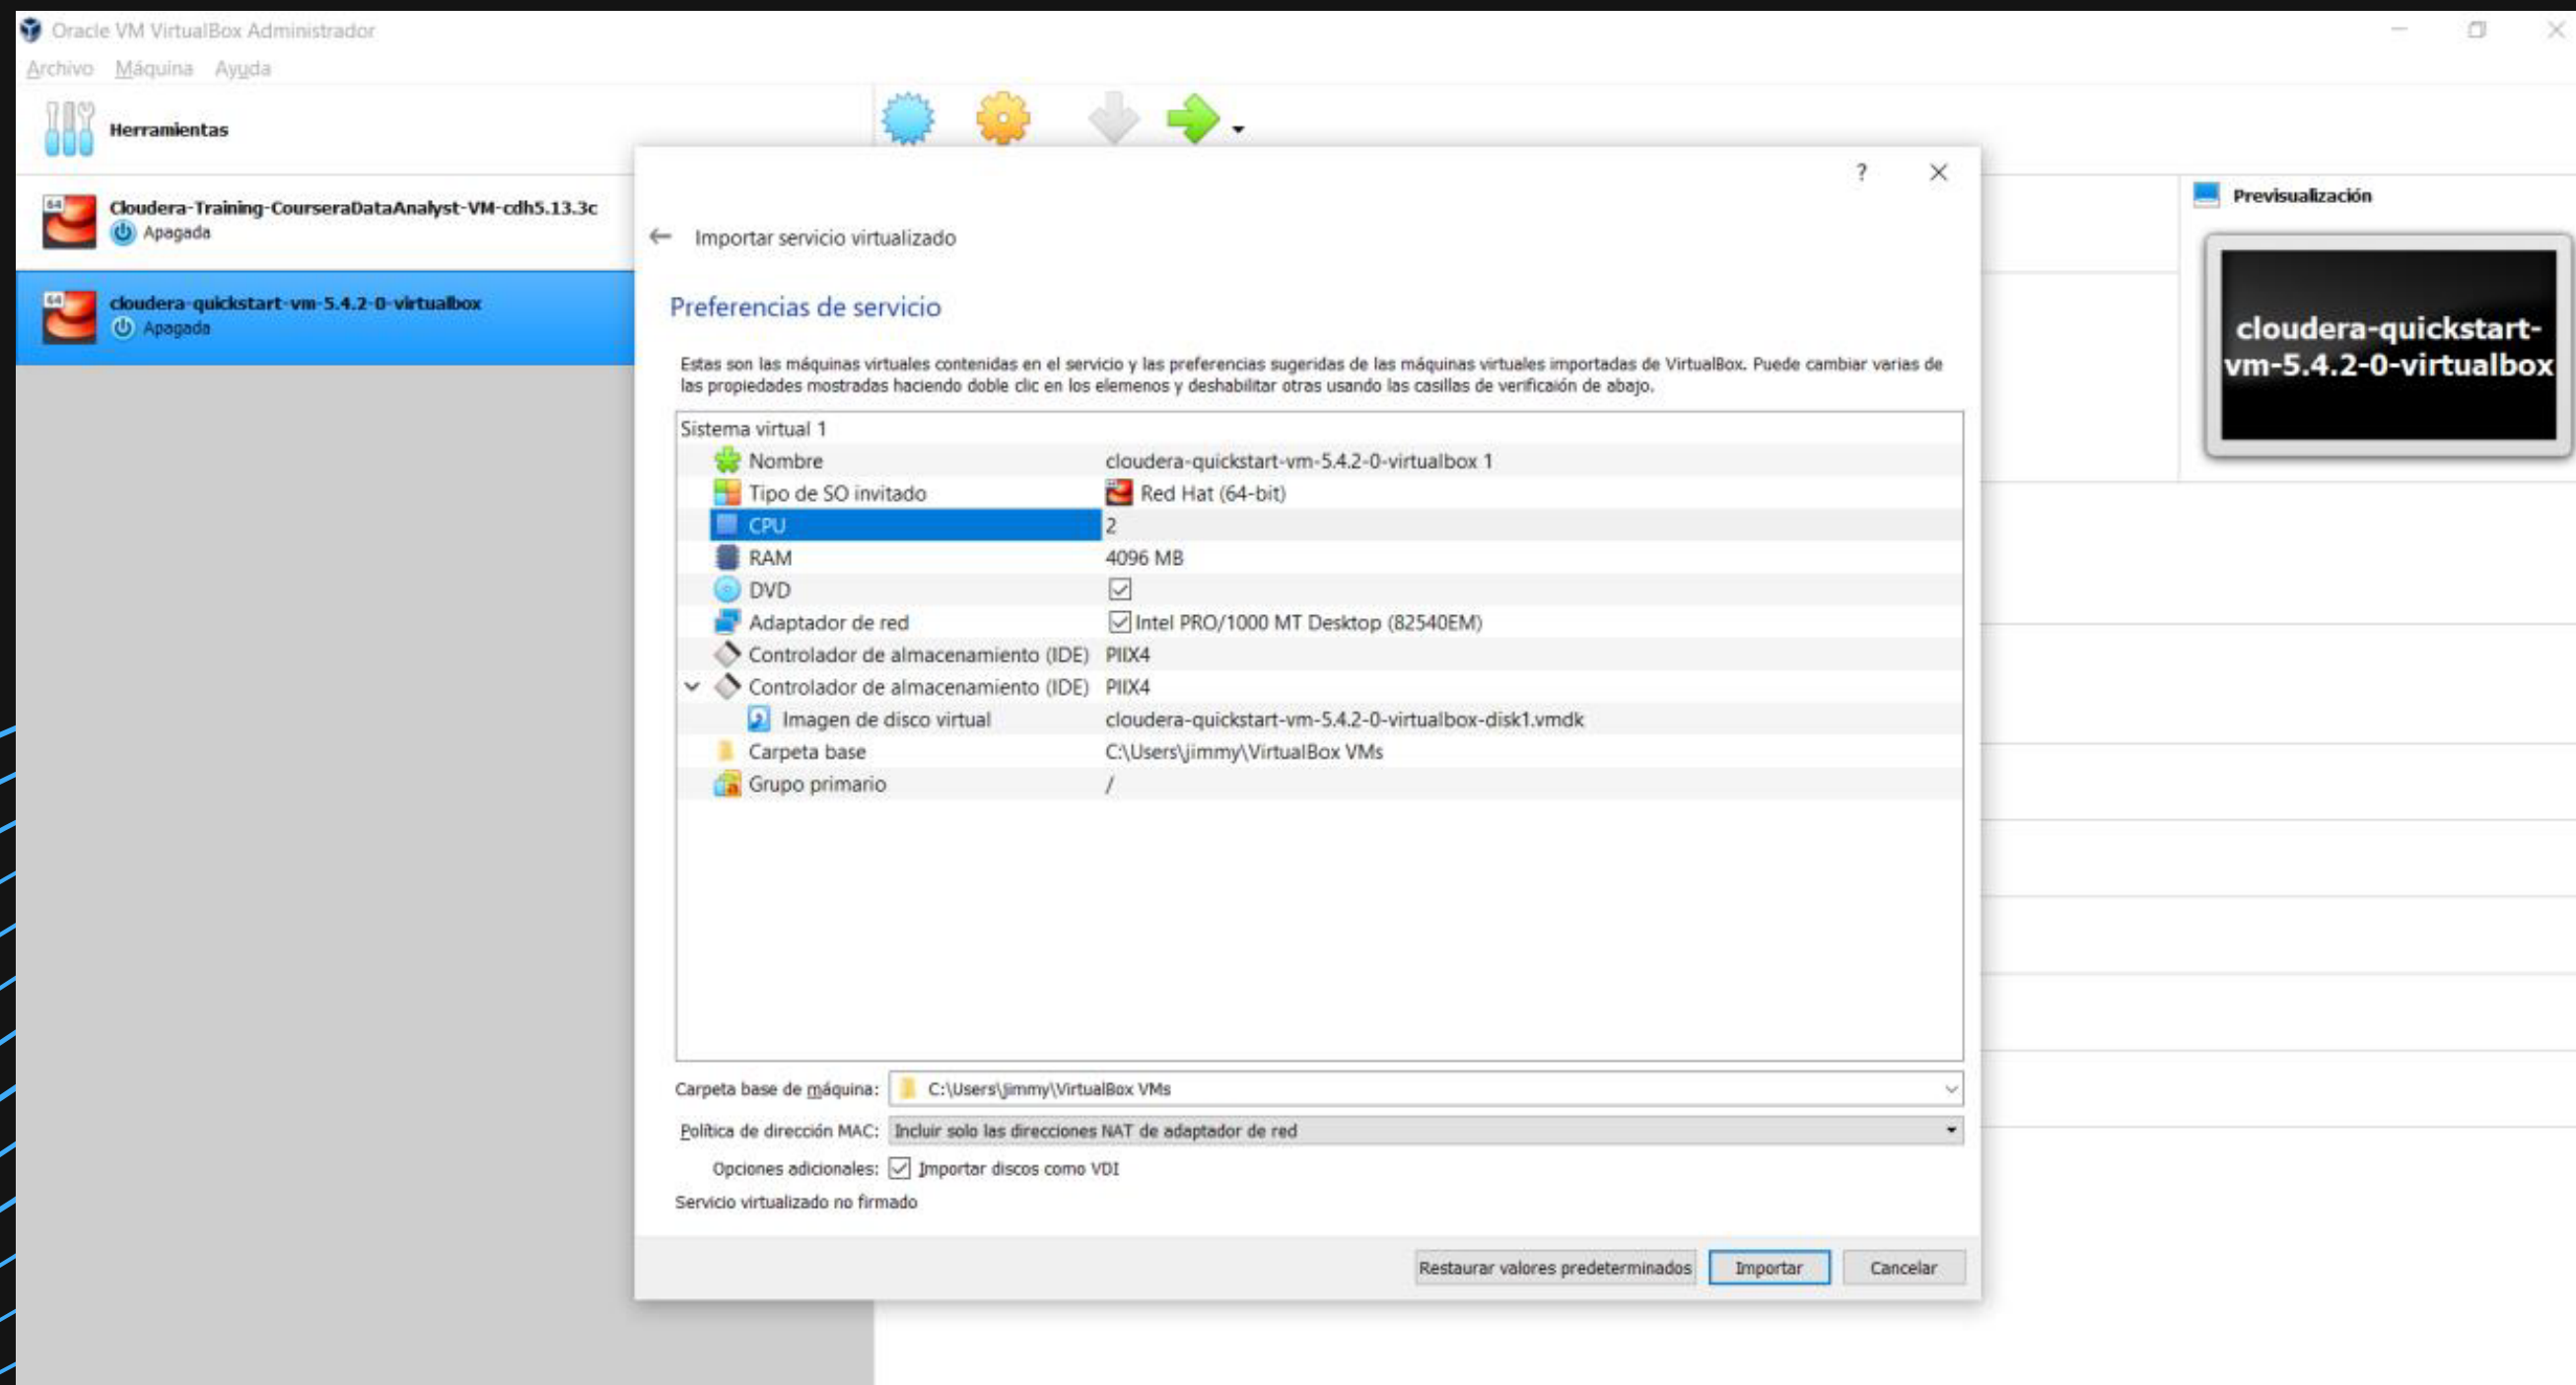 Oracle VM VirtualBox Administrador
Archivo Máquina Ayuda
Herramientas
Cloudera-Training-CourseraDataAnalyst-VM-cdh5.13.3c
Apagada
cloudera-quickstart-vm-5.4.2-0-virtualbox
Apagada
Previsualización
cloudera-quickstart-
vm-5.4.2-0-virtualbox
?
Importar servicio virtualizado
Preferencias de servicio
Estas son las máquinas virtuales contenidas en el servicio y las preferencias sugeridas de las máquinas virtuales importadas de VirtualBox. Puede cambiar varias de
las propiedades mostradas haciendo doble clic en los elemenos y deshabilitar otras usando las casillas de verificaión de abajo.
Sistema virtual 1
Nombre cloudera-quickstart-vm-5.4.2-0-virtualbox 1
Tipo de SO invitado Red Hat (64-bit)
CPU 2
RAM 4096 MB
DVD
Adaptador de red Intel PRO/1000 MT Desktop (82540EM)
Controlador de almacenamiento (IDE) PIIX4
Controlador de almacenamiento (IDE) PIIX4
Imagen de disco virtual cloudera-quickstart-vm-5.4.2-0-virtualbox-disk1.vmdk
Carpeta base C:\Users\jimmy\VirtualBox VMs
Grupo primario /
Carpeta base de máquina: C:\Users\jimmy\VirtualBox VMs
Política de dirección MAC: Incluir solo las direcciones NAT de adaptador de red
Opciones adicionales: Importar discos como VDI
Servicio virtualizado no firmado
Restaurar valores predeterminados Importar Cancelar